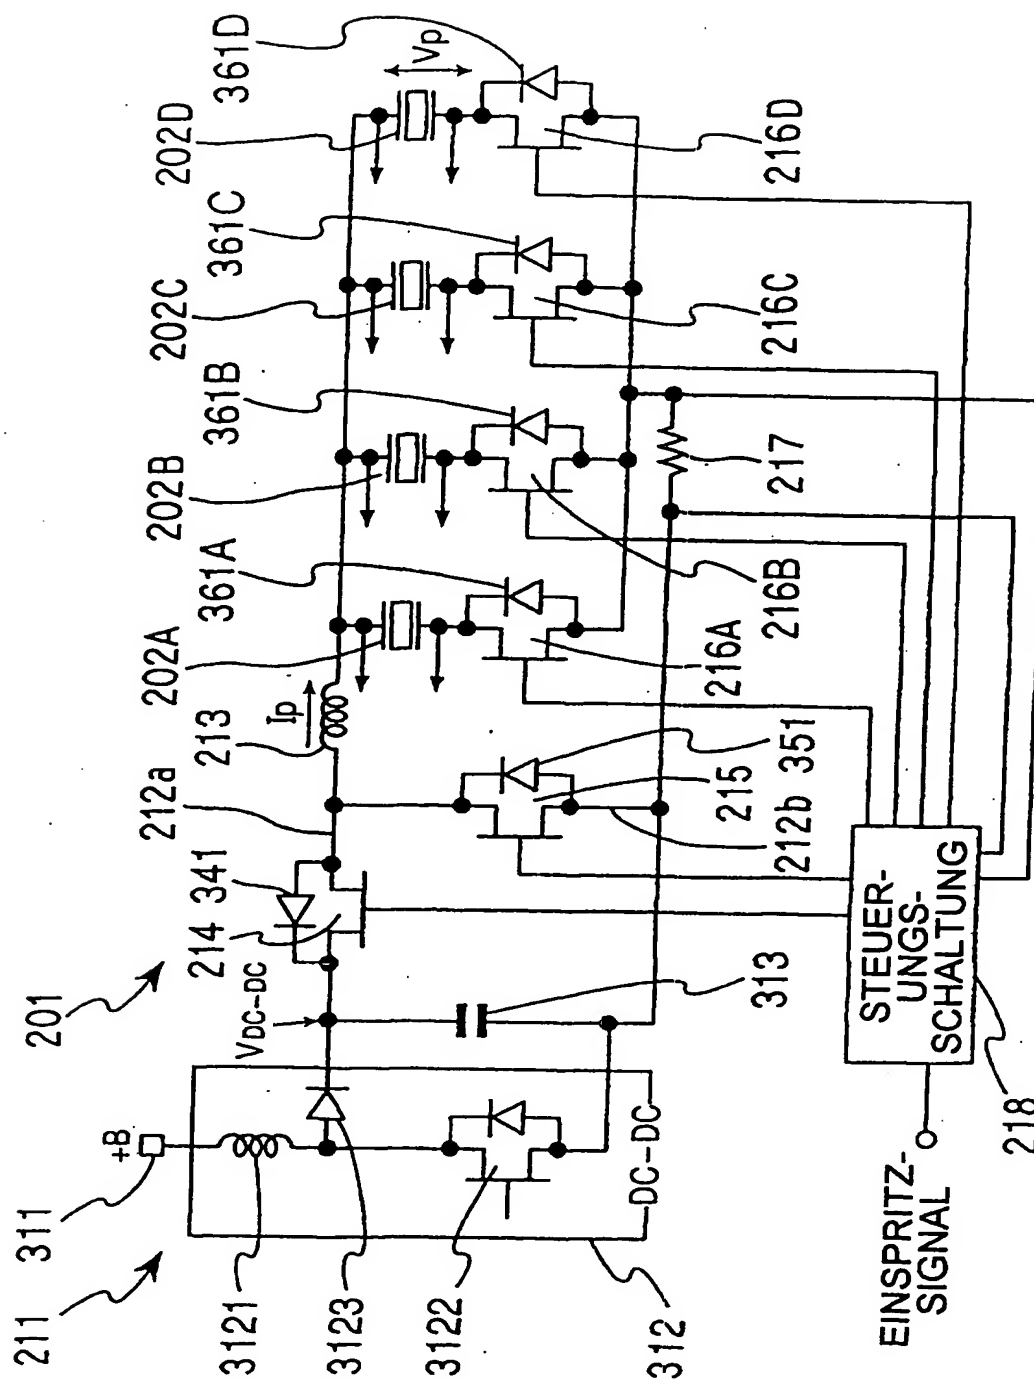 211
311
+B
3121
3123
3122
312
DC-DC
201
VDC-DC
214
341
212a
213
Ip
313
215
351
212b
202A
361A
216A
202B
361B
216B
202C
361C
216C
202D
361D
216D
Vp
217
STEUER-
UNGS-
SCHALTUNG
218
EINSPRITZ-
SIGNAL